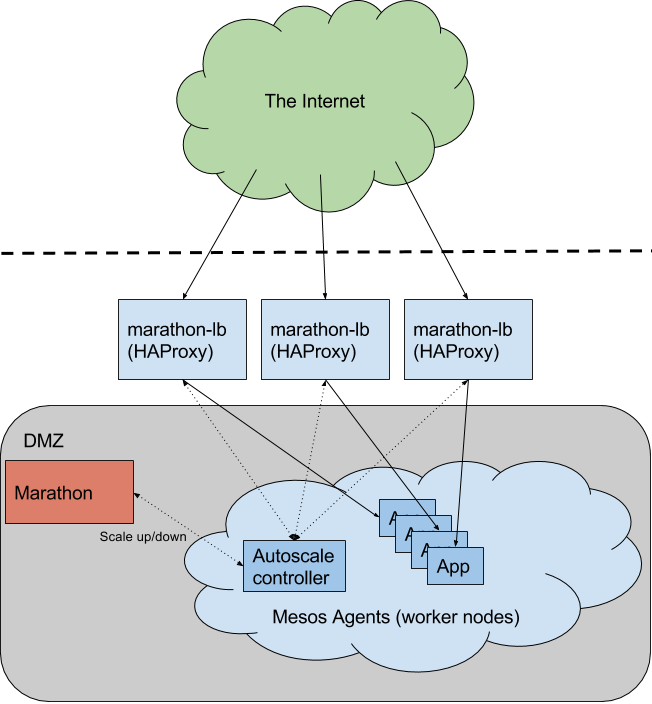 The Internet
marathon-lb
(HAProxy)
marathon-lb
(HAProxy)
marathon-lb
(HAProxy)
DMZ
Marathon
Scale up/down
Autoscale
controller
App
Mesos Agents (worker nodes)